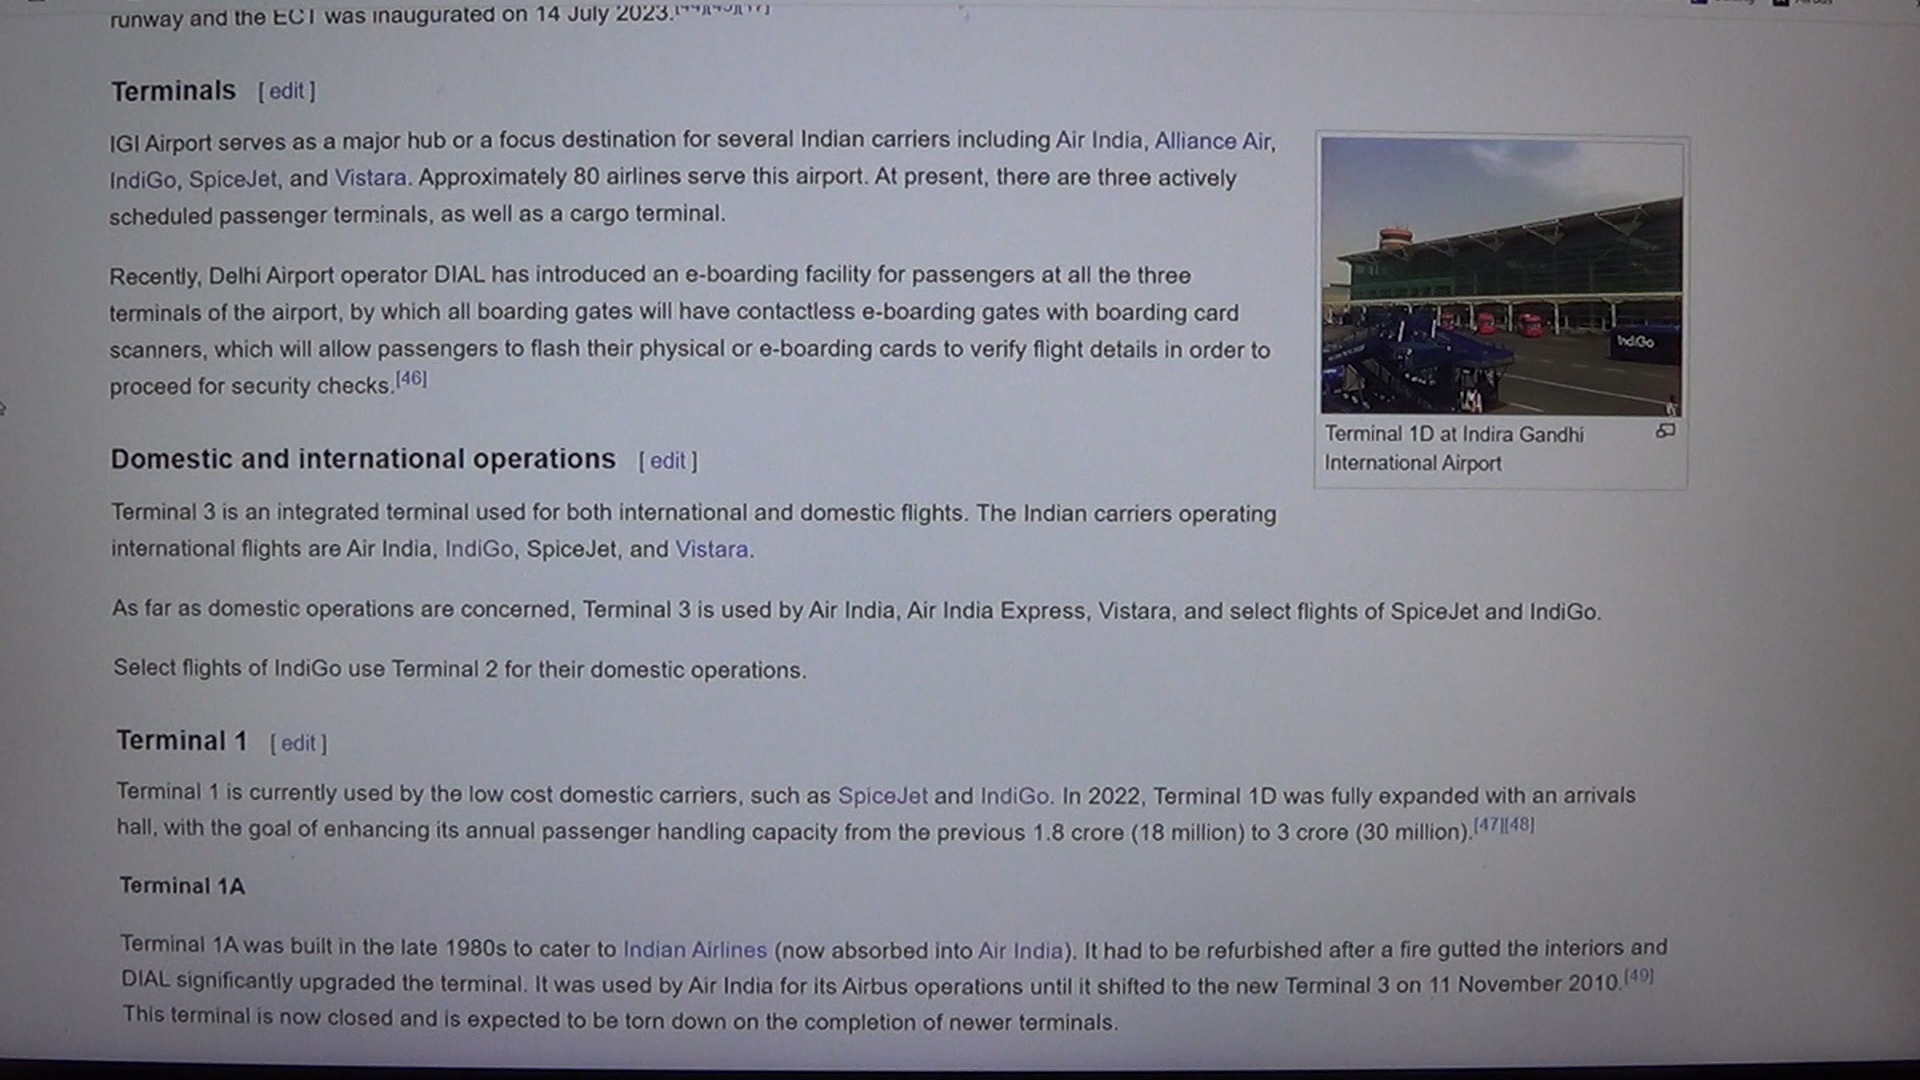 runway and the ECT was inaugurated on 14 July 2023.
Terminals [ edit ]
IGI Airport serves as a major hub or a focus destination for several Indian carriers including Air India, Alliance Air,
IndiGo, SpiceJet, and Vistara. Approximately 80 airlines serve this airport. At present, there are three actively
scheduled passenger terminals, as well as a cargo terminal.
Recently, Delhi Airport operator DIAL has introduced an e-boarding facility for passengers at all the three
terminals of the airport, by which all boarding gates will have contactless e-boarding gates with boarding card
scanners, which will allow passengers to flash their physical or e-boarding cards to verify flight details in order to
proceed for security checks.[46]
IndiGo
Terminal 1D at Indira Gandhi
International Airport
Domestic and international operations [ edit ]
Terminal 3 is an integrated terminal used for both international and domestic flights. The Indian carriers operating
international flights are Air India, IndiGo, SpiceJet, and Vistara.
As far as domestic operations are concerned, Terminal 3 is used by Air India, Air India Express, Vistara, and select flights of SpiceJet and IndiGo.
Select flights of IndiGo use Terminal 2 for their domestic operations.
Terminal 1 [ edit ]
Terminal 1 is currently used by the low cost domestic carriers, such as SpiceJet and IndiGo. In 2022, Terminal 1D was fully expanded with an arrivals
hall, with the goal of enhancing its annual passenger handling capacity from the previous 1.8 crore (18 million) to 3 crore (30 million).[47][48]
Terminal 1A
Terminal 1A was built in the late 1980s to cater to Indian Airlines (now absorbed into Air India). It had to be refurbished after a fire gutted the interiors and
DIAL significantly upgraded the terminal. It was used by Air India for its Airbus operations until it shifted to the new Terminal 3 on 11 November 2010.[49]
This terminal is now closed and is expected to be torn down on the completion of newer terminals.